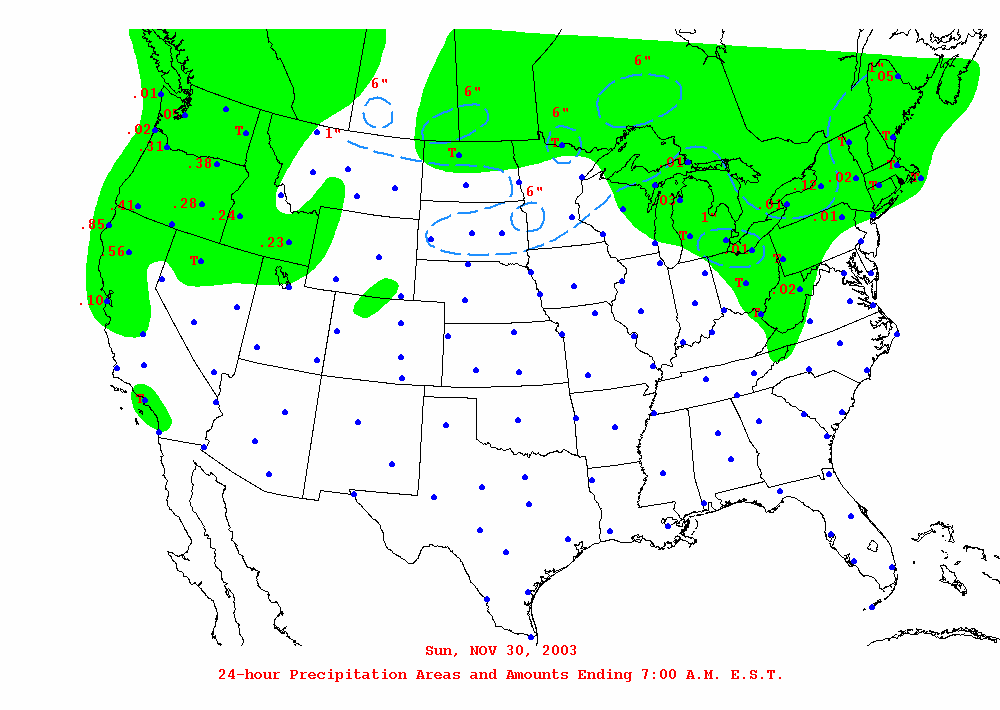 6"
6"
6"
6"
1"
.05
.01
.05
.02
T
1"
.31
T
T
T
T
.38
.01
T
.19
.02
T
T
6"
.28
.41
.24
.01
1"
.01
.85
.23
T
.01
.56
T
T
T
.02
.10
T
T
Sun, NOV 30, 2003
24-hour Precipitation Areas and Amounts Ending 7:00 A.M. E.S.T.